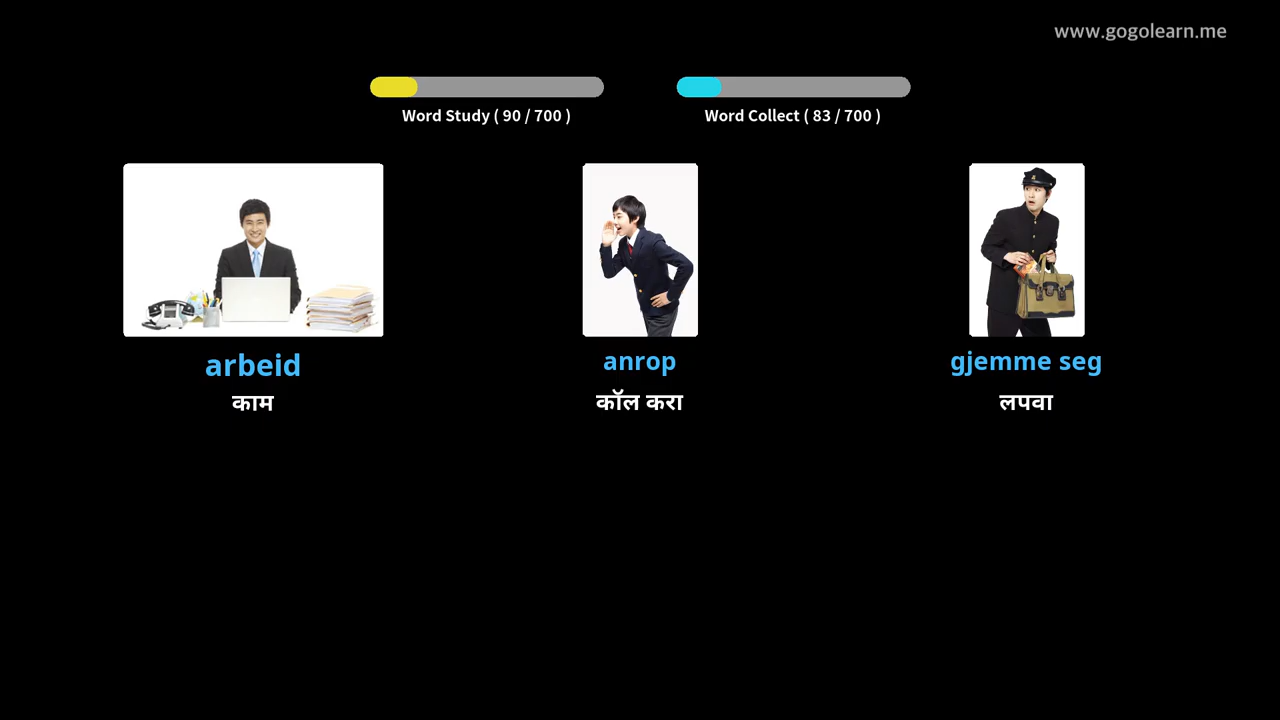 www.gogolearn.me
Word Study ( 90 / 700 )
Word Collect ( 83 / 700 )
arbeid
काम
anrop
कॉल करा
gjemme seg
लपवा